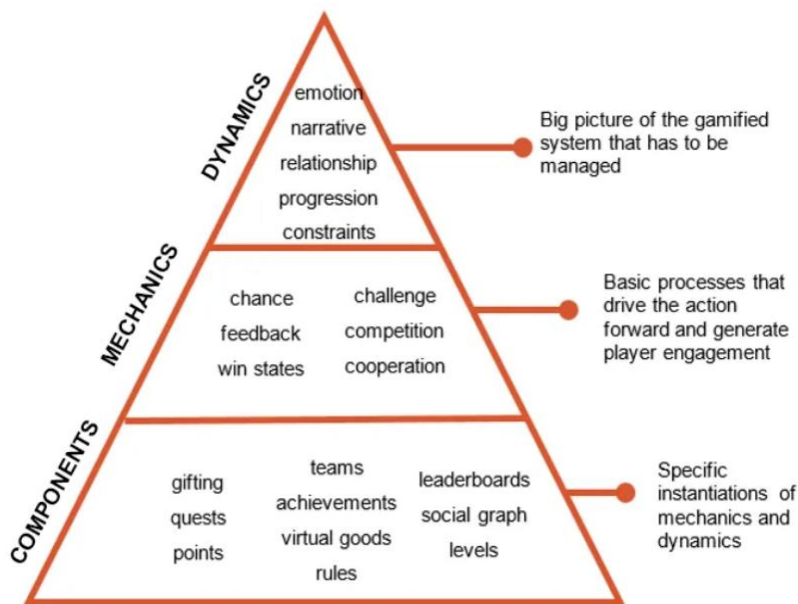 DYNAMICS
emotion
narrative
relationship
progression
constraints
Big picture of the gamified
system that has to be
managed
MECHANICS
chance
feedback
win states
challenge
competition
cooperation
Basic processes that
drive the action
forward and generate
player engagement
COMPONENTS
gifting
quests
points
teams
achievements
virtual goods
rules
leaderboards
social graph
levels
Specific
instantiations of
mechanics and
dynamics